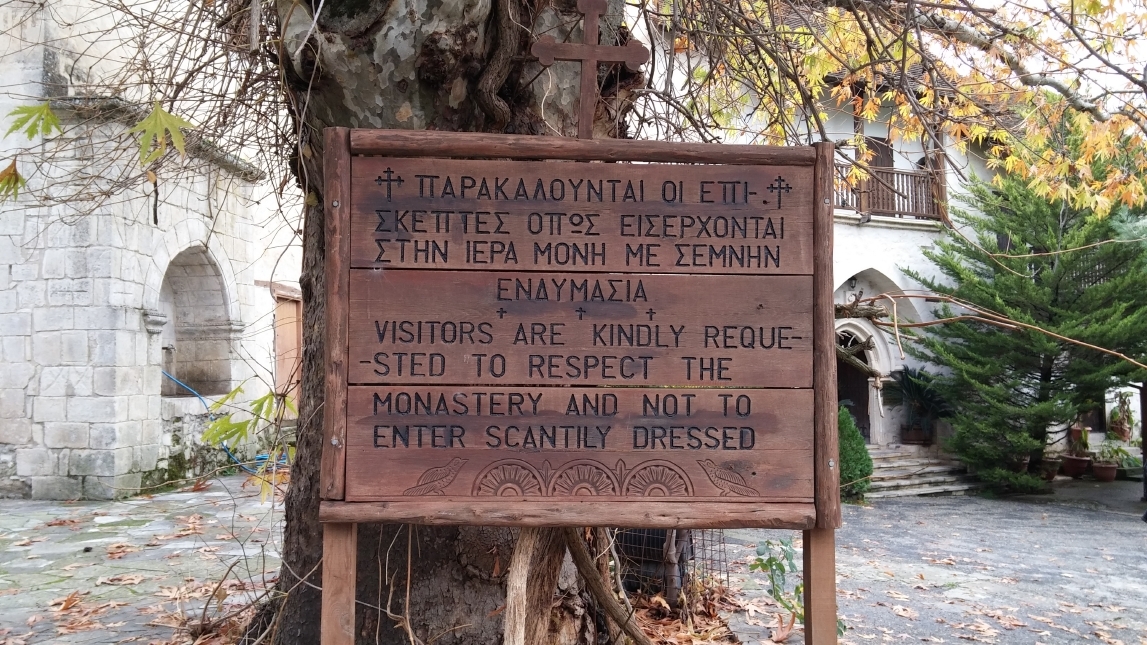 ΠΑΡΑΚΑΛΟΥΝΤΑΙ ΟΙ ΕΠΙ-
ΣΚΕΠΤΕΣ ΟΠΩΣ ΕΙΣΕΡΧΟΝΤΑΙ
ΣΤΗΝ ΙΕΡΑ ΜΟΝΗ ΜΕ ΣΕΜΝΗΝ
ΕΝΔΥΜΑΣΙΑ
VISITORS ARE KINDLY REQUE-
-STED TO RESPECT THE
MONASTERY AND NOT TO
ENTER SCANTILY DRESSED